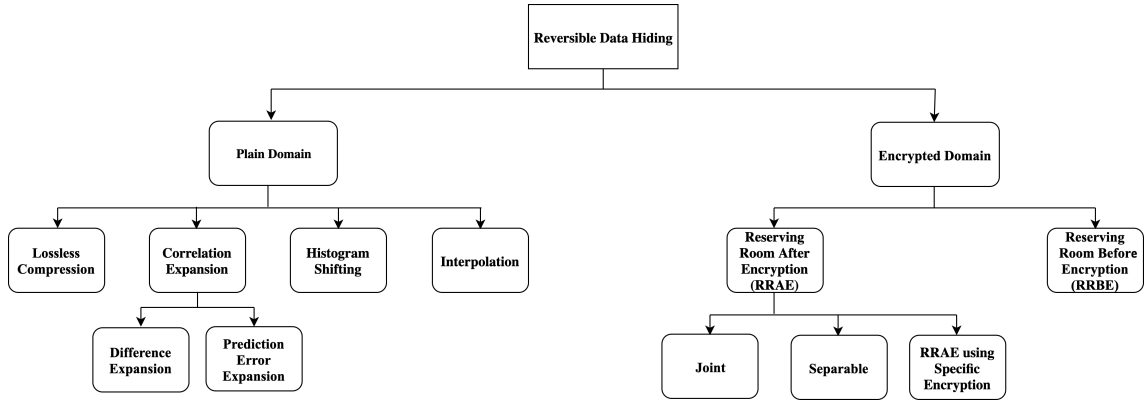 Reversible Data Hiding
Plain Domain
Encrypted Domain
Lossless
Compression
Correlation
Expansion
Histogram
Shifting
Interpolation
Reserving
Room After
Encryption
(RRAE)
Reserving
Room Before
Encryption
(RRBE)
Difference
Expansion
Prediction
Error
Expansion
Joint
Separable
RRAE using
Specific
Encryption